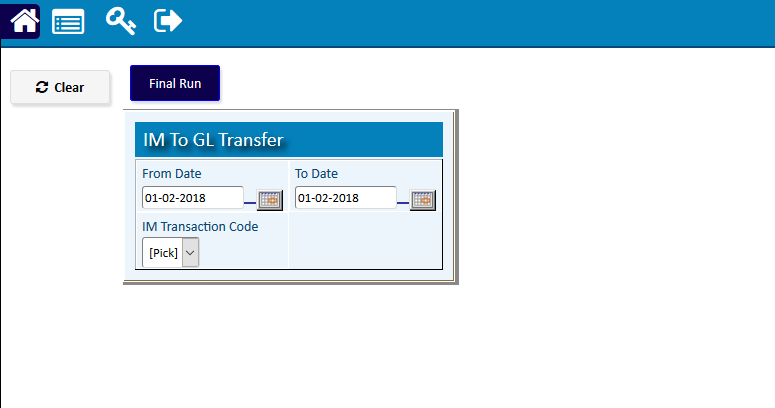 Clear
Final Run
IM To GL Transfer
From Date
To Date
01-02-2018
01-02-2018
IM Transaction Code
[Pick]